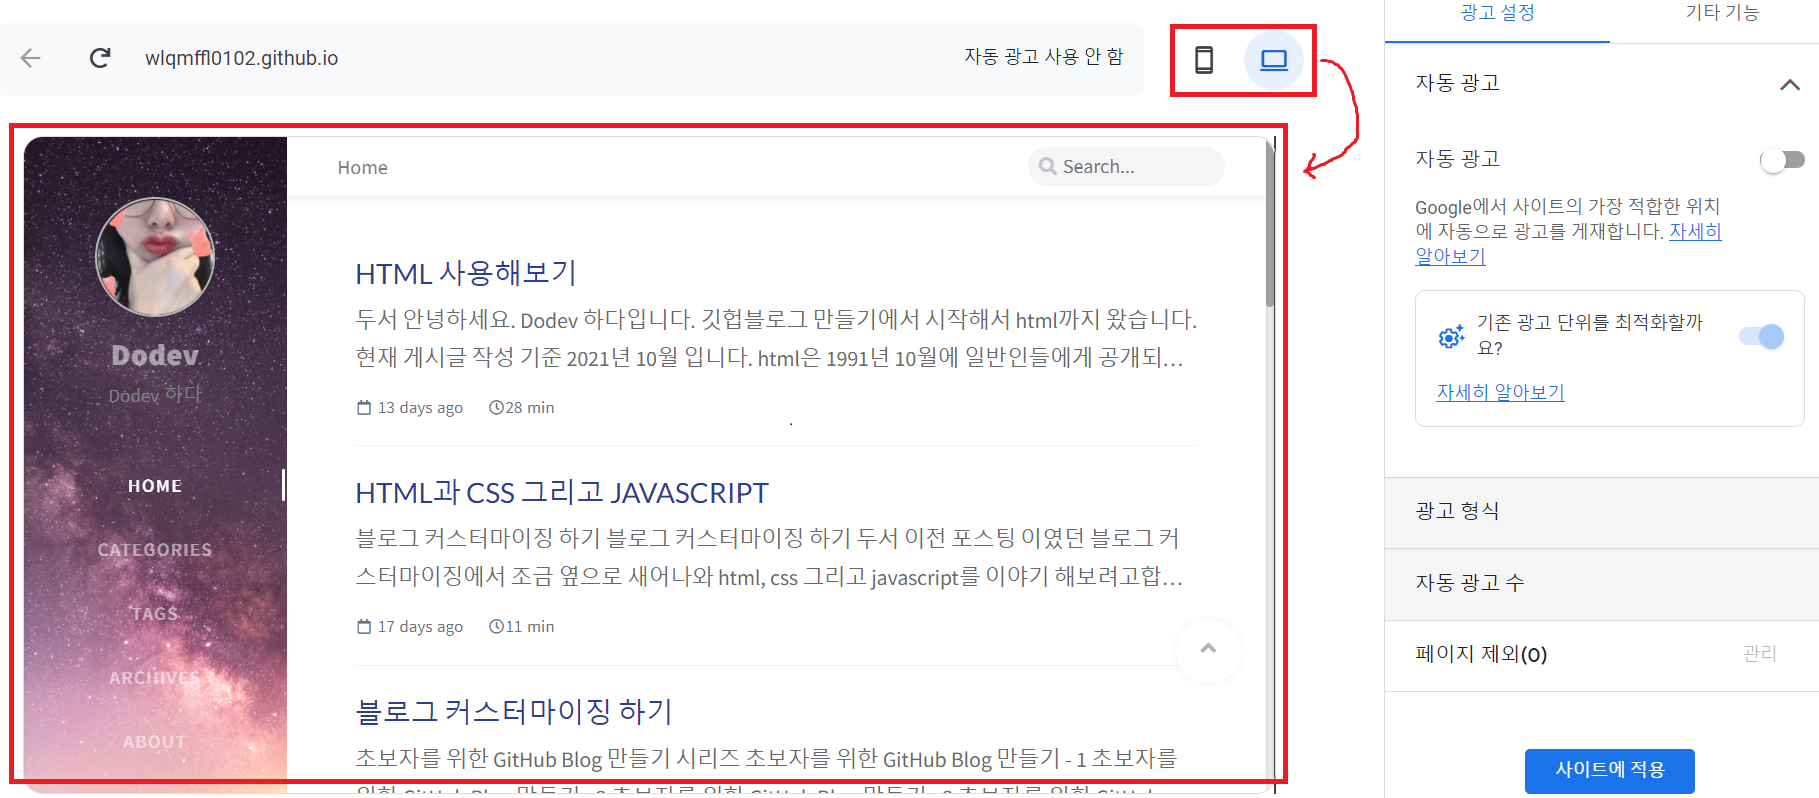 광고 설정
기타 기능
wlqmffl0102.github.io
자동 광고 사용 안 함
Home
Search...
Dodev
Dodev 하다
HOME
CATEGORIES
TAGS
ARCHIVES
ABOUT
HTML 사용해보기
두서 안녕하세요. Dodev 하다입니다. 깃헙블로그 만들기에서 시작해서 html까지 왔습니다.
현재 게시글 작성 기준 2021년 10월 입니다. html은 1991년 10월에 일반인들에게 공개되...
13 days ago
28 min
HTML과 CSS 그리고 JAVASCRIPT
블로그 커스터마이징 하기 블로그 커스터마이징 하기 두서 이전 포스팅 이였던 블로그 커
스터마이징에서 조금 옆으로 새어나와 html, css 그리고 javascript를 이야기 해보려고합...
17 days ago
11 min
블로그 커스터마이징 하기
초보자를 위한 GitHub Blog 만들기 시리즈 초보자를 위한 GitHub Blog 만들기 - 1 초보자를
자동 광고
자동 광고
Google에서 사이트의 가장 적합한 위치
에 자동으로 광고를 게재합니다. 자세히
알아보기
기존 광고 단위를 최적화할까
요?
자세히 알아보기
광고 형식
자동 광고 수
페이지 제외(0)
관리
사이트에 적용